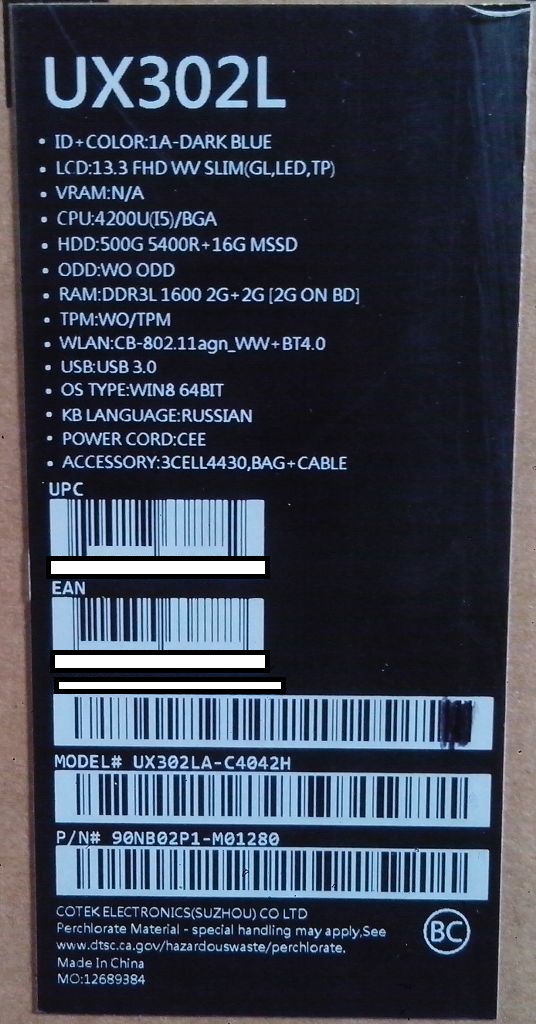 UX302L
• ID+COLOR:1A-DARK BLUE
• LCD:13.3 FHD WV SLIM(GL,LED,TP)
• VRAM:N/A
• CPU:4200U(I5)/BGA
• HDD:500G 5400R+16G MSSD
• ODD:WO ODD
• RAM:DDR3L 1600 2G+2G [2G ON BD]
• TPM:WO/TPM
• WLAN:CB-802.11agn_WW+BT4.0
• USB:USB 3.0
• OS TYPE:WIN8 64BIT
• KB LANGUAGE:RUSSIAN
• POWER CORD:CEE
• ACCESSORY:3CELL4430,BAG+CABLE
UPC
EAN
MODEL# UX302LA-C4042H
P/N# 90NB02P1-M01280
COTEK ELECTRONICS(SUZHOU) CO LTD
Perchlorate Material - special handling may apply,See
www.dtsc.ca.gov/hazardouswaste/perchlorate.
Made In China
MO:12689384
BC